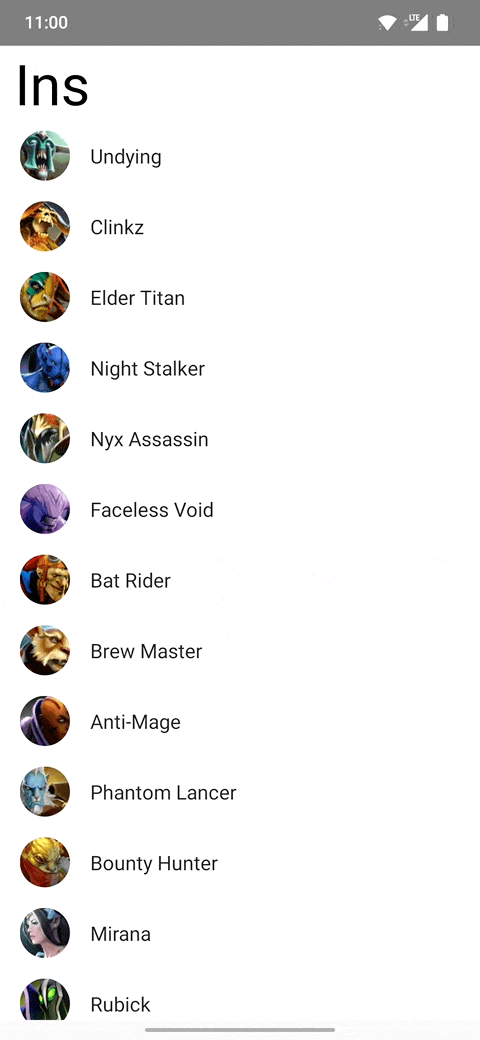 11:00
LTE
Ins
Undying
Clinkz
Elder Titan
Night Stalker
Nyx Assassin
Faceless Void
Bat Rider
Brew Master
Anti-Mage
Phantom Lancer
Bounty Hunter
Mirana
Rubick